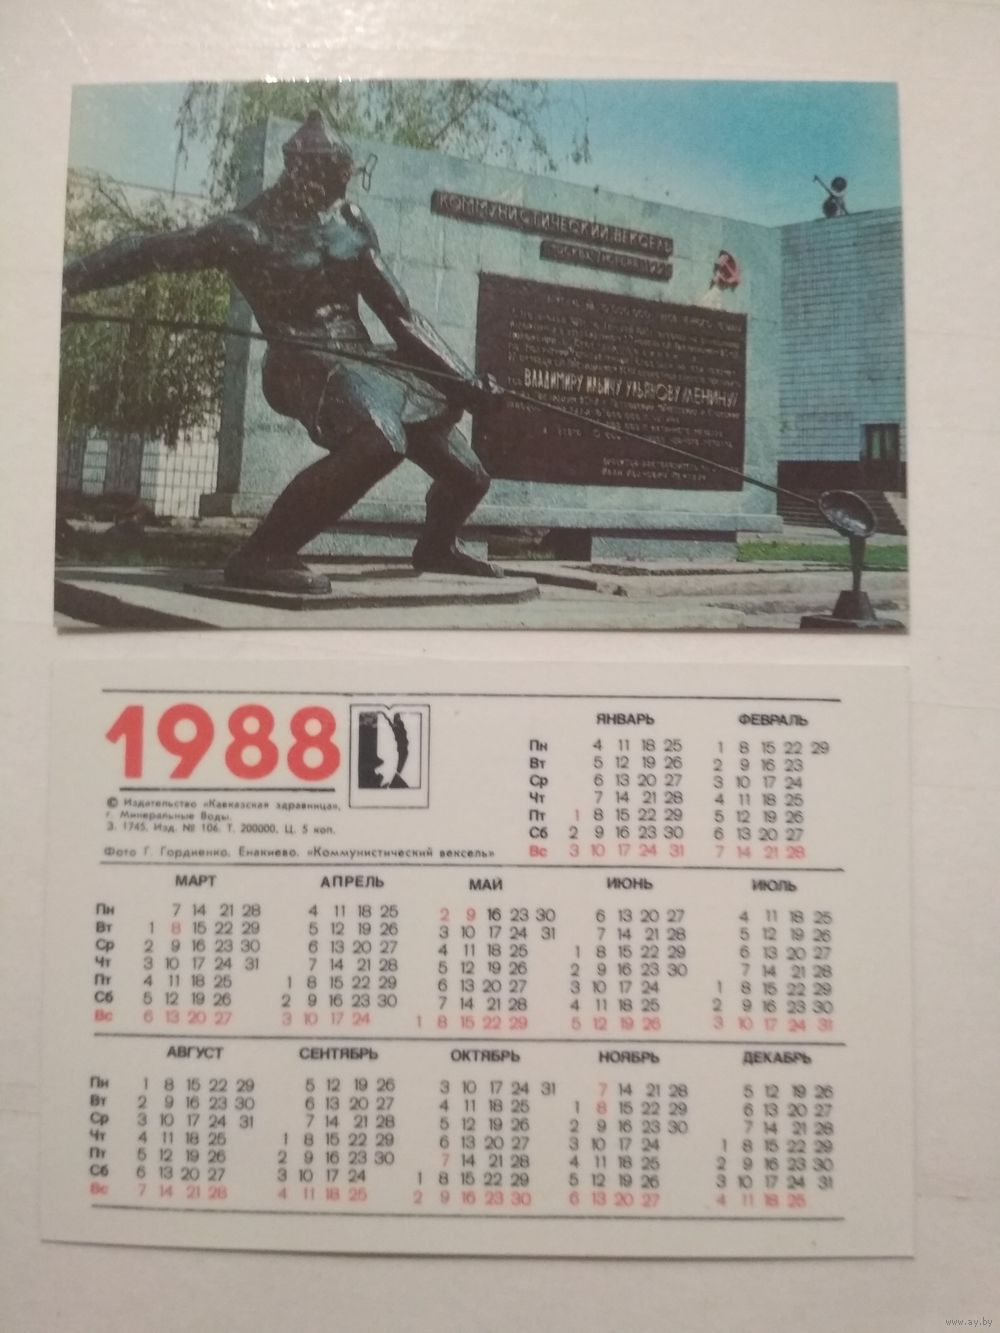 КОММУНИСТИЧЕСКИЙ ВЕКСЕЛЬ
ВЛАДИМИРУ ИЛЬИЧУ УЛЬЯНОВУ /ЛЕНИНУ/
1988
© Издательство «Кавказская здравница»,
г. Минеральные Воды.
З. 1745. Изд. № 106. Т. 200000. Ц. 5 коп.
Фото Г. Гордиенко. Енакиево. «Коммунистический вексель»
ЯНВАРЬ ФЕВРАЛЬ
Пн 4 11 18 25 1 8 15 22 29
Вт 5 12 19 26 2 9 16 23
Ср 6 13 20 27 3 10 17 24
Чт 7 14 21 28 4 11 18 25
Пт 1 8 15 22 29 5 12 19 26
Сб 2 9 16 23 30 6 13 20 27
Вс 3 10 17 24 31 7 14 21 28
МАРТ АПРЕЛЬ МАЙ ИЮНЬ ИЮЛЬ
Пн 7 14 21 28 4 11 18 25 2 9 16 23 30 6 13 20 27 4 11 18 25
Вт 1 8 15 22 29 5 12 19 26 3 10 17 24 31 7 14 21 28 5 12 19 26
Ср 2 9 16 23 30 6 13 20 27 4 11 18 25 1 8 15 22 29 6 13 20 27
Чт 3 10 17 24 31 7 14 21 28 5 12 19 26 2 9 16 23 30 7 14 21 28
Пт 4 11 18 25 1 8 15 22 29 6 13 20 27 3 10 17 24 1 8 15 22 29
Сб 5 12 19 26 2 9 16 23 30 7 14 21 28 4 11 18 25 2 9 16 23 30
Вс 6 13 20 27 3 10 17 24 1 8 15 22 29 5 12 19 26 3 10 17 24 31
АВГУСТ СЕНТЯБРЬ ОКТЯБРЬ НОЯБРЬ ДЕКАБРЬ
Пн 1 8 15 22 29 5 12 19 26 3 10 17 24 31 7 14 21 28 5 12 19 26
Вт 2 9 16 23 30 6 13 20 27 4 11 18 25 1 8 15 22 29 6 13 20 27
Ср 3 10 17 24 31 7 14 21 28 5 12 19 26 2 9 16 23 30 7 14 21 28
Чт 4 11 18 25 1 8 15 22 29 6 13 20 27 3 10 17 24 1 8 15 22 29
Пт 5 12 19 26 2 9 16 23 30 7 14 21 28 4 11 18 25 2 9 16 23 30
Сб 6 13 20 27 3 10 17 24 1 8 15 22 29 5 12 19 26 3 10 17 24 31
Вс 7 14 21 28 4 11 18 25 2 9 16 23 30 6 13 20 27 4 11 18 25
www.ay.by